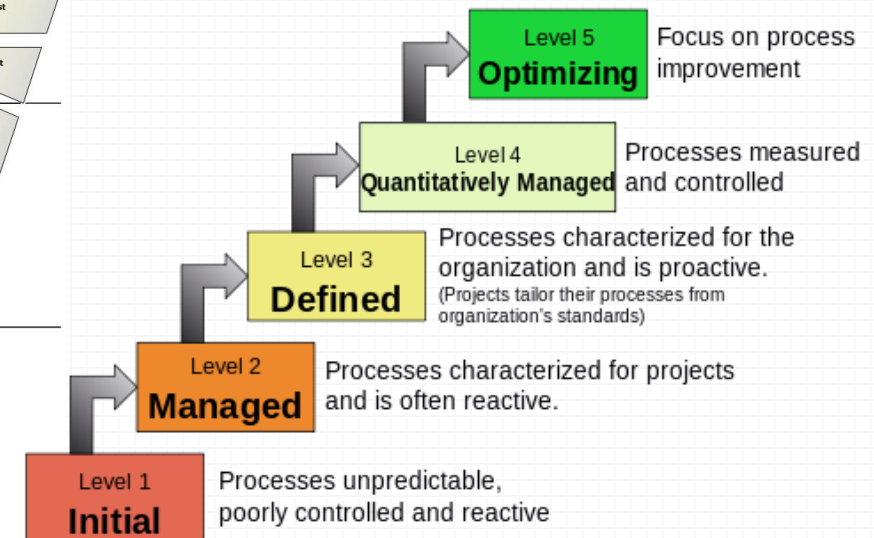 Level 5
Optimizing
Focus on process
improvement
Level 4
Quantitatively Managed
Processes measured
and controlled
Level 3
Defined
Processes characterized for the
organization and is proactive.
(Projects tailor their processes from
organization's standards)
Level 2
Managed
Processes characterized for projects
and is often reactive.
Level 1
Initial
Processes unpredictable,
poorly controlled and reactive